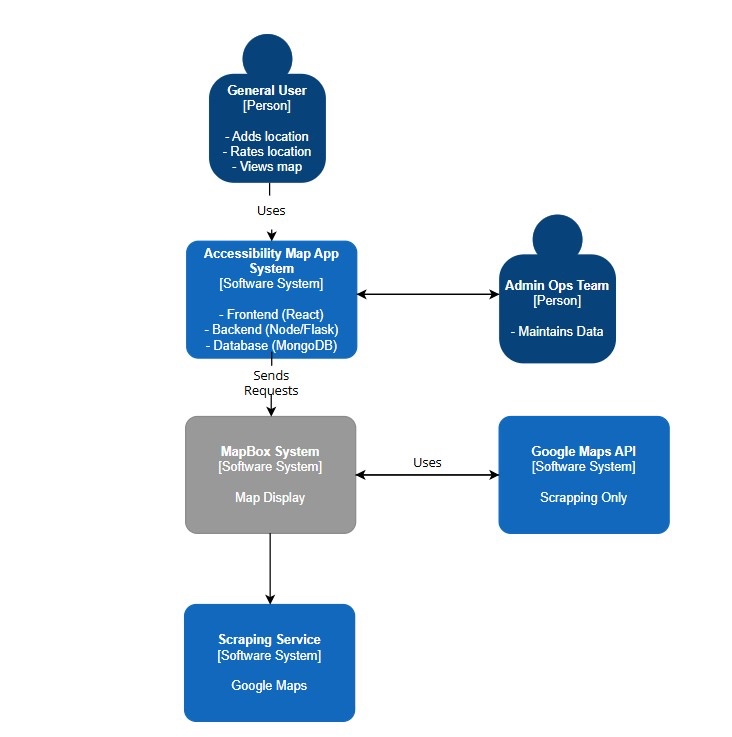 General User
[Person]
- Adds location
- Rates location
- Views map
Uses
Accessibility Map App
System
[Software System]
- Frontend (React)
- Backend (Node/Flask)
- Database (MongoDB)
Admin Ops Team
[Person]
- Maintains Data
Sends
Requests
MapBox System
[Software System]
Map Display
Uses
Google Maps API
[Software System]
Scrapping Only
Scraping Service
[Software System]
Google Maps